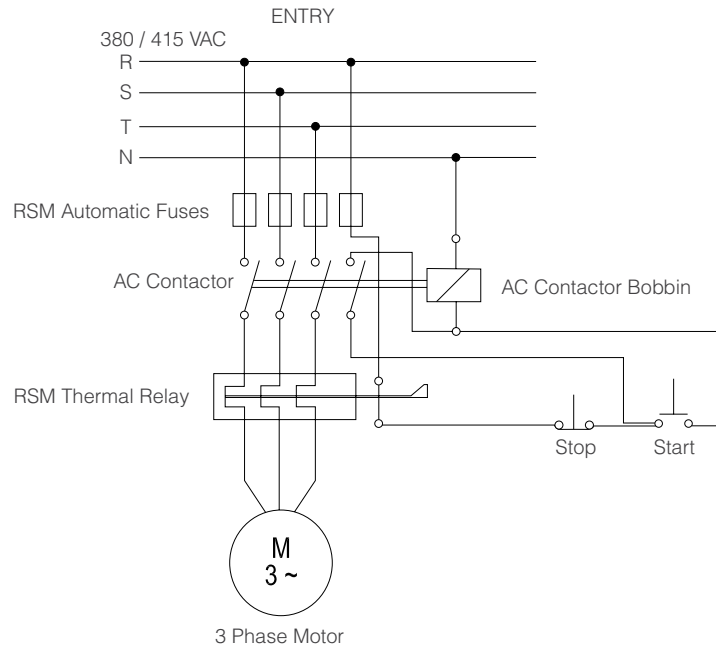 ENTRY
380 / 415 VAC
R
S
T
N
RSM Automatic Fuses
AC Contactor
AC Contactor Bobbin
RSM Thermal Relay
Stop
Start
M
3 ~
3 Phase Motor